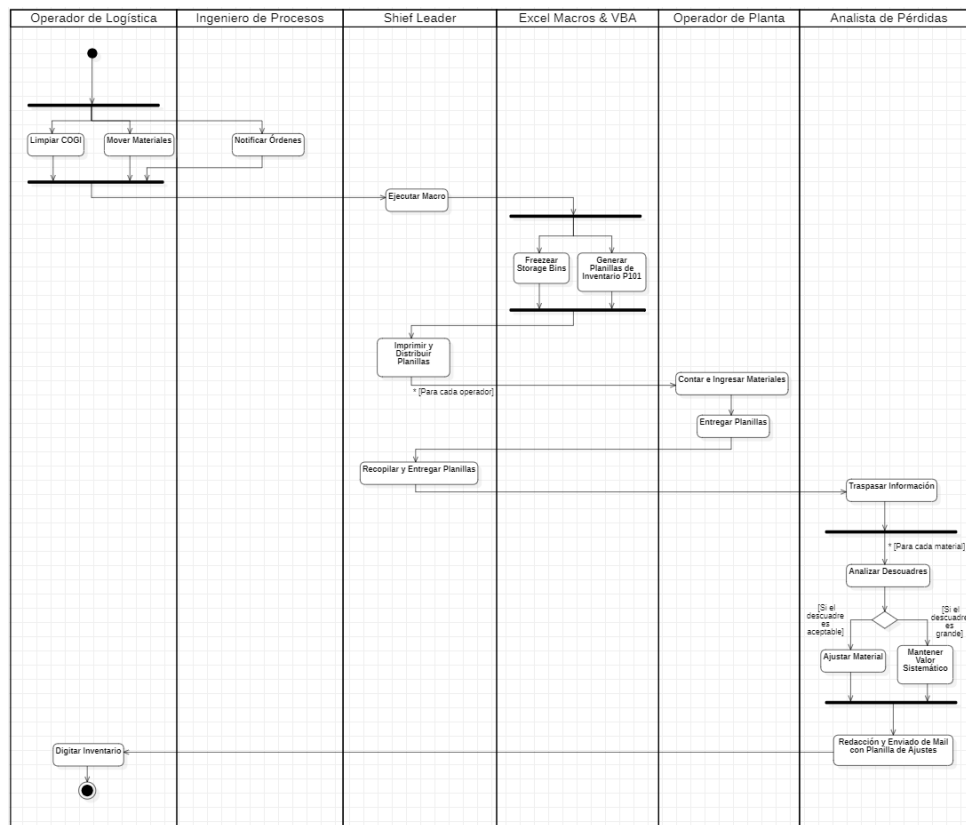 Operador de Logística
Ingeniero de Procesos
Shief Leader
Excel Macros & VBA
Operador de Planta
Analista de Pérdidas
Limpiar COGI
Mover Materiales
Notificar Órdenes
Ejecutar Macro
Freezear
Storage Bins
Generar
Planillas de
Inventario P101
Imprimir y
Distribuir
Planillas
* [Para cada operador]
Contar e Ingresar Materiales
Entregar Planillas
Recopilar y Entregar Planillas
Traspasar Información
* [Para cada material]
Analizar Descuadres
[Si el
descuadre
es
aceptable]
[Si el
descuadre
es
grande]
Ajustar Material
Mantener
Valor
Sistemático
Redacción y Enviado de Mail
con Planilla de Ajustes
Digitar Inventario